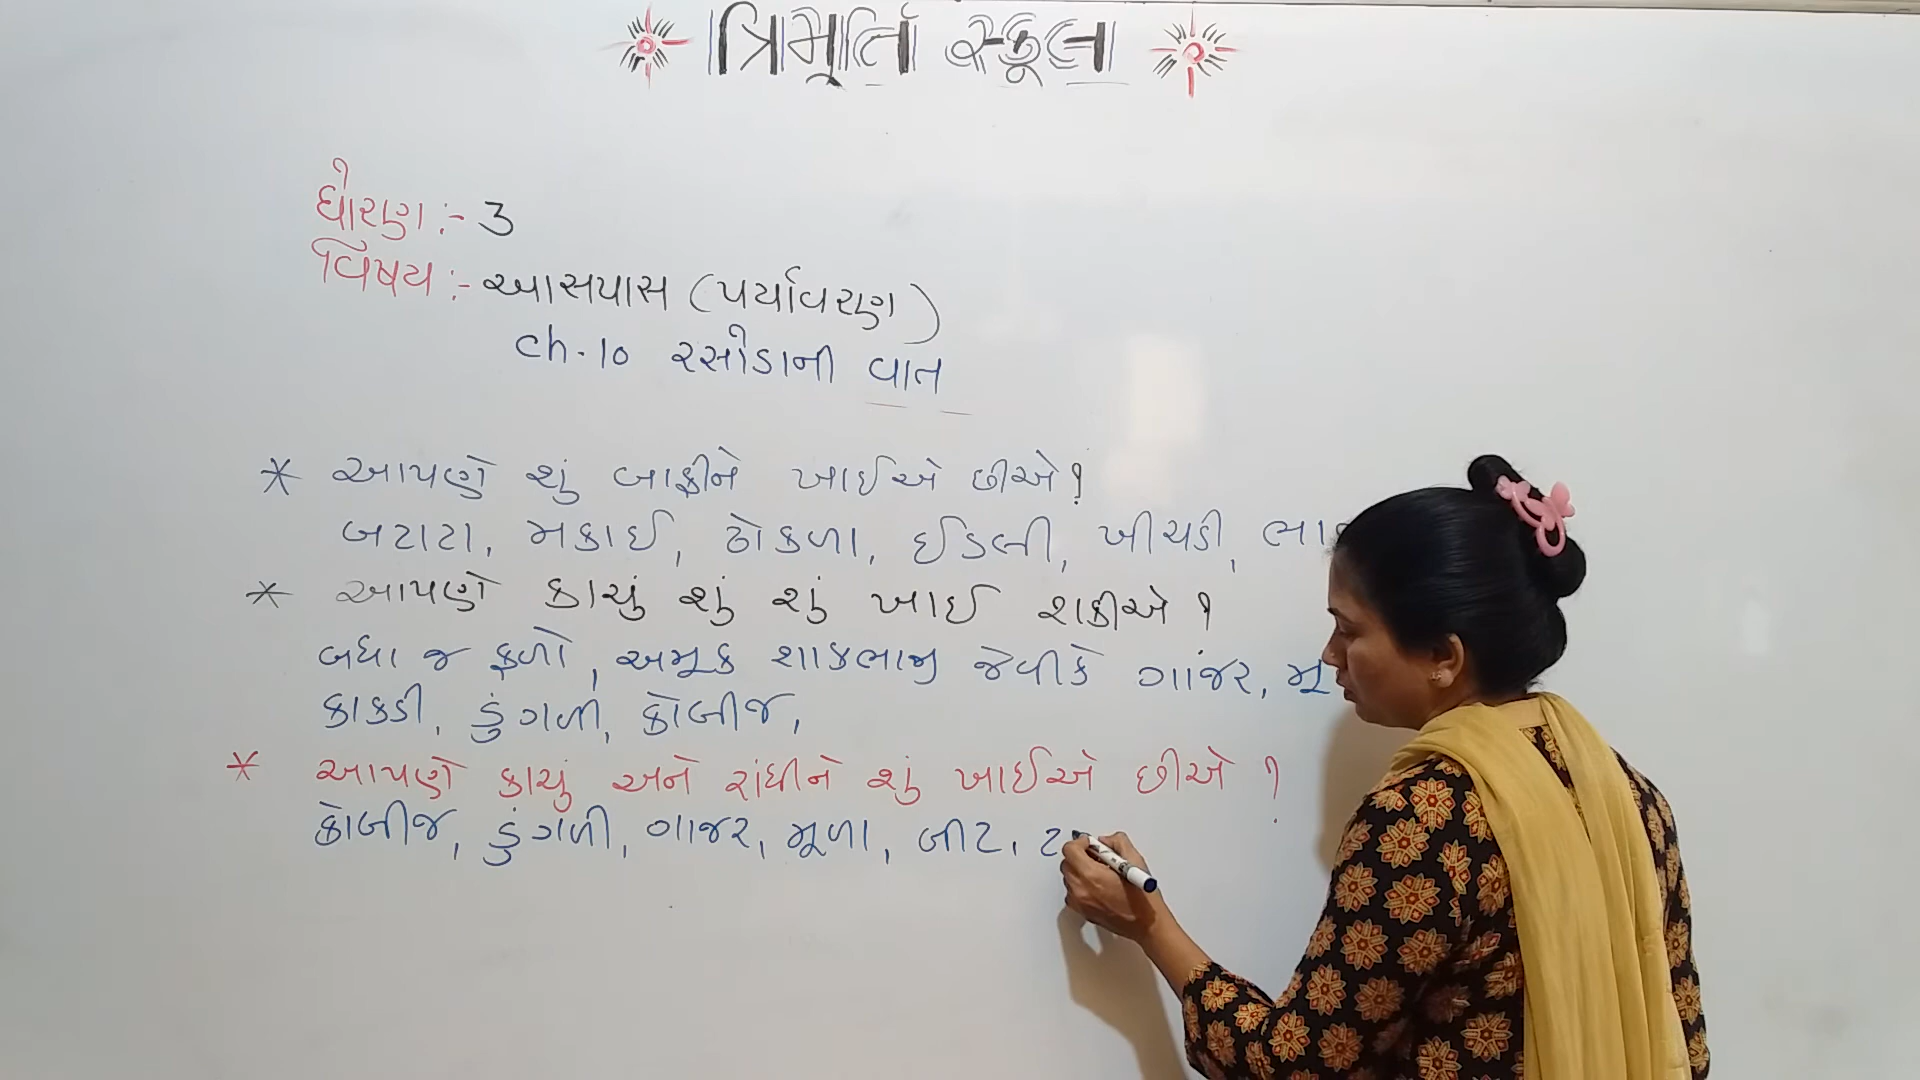 ત્રિમૂર્તિ સ્કૂલ
ધોરણ :- 3
વિષય :- આસપાસ (પર્યાવરણ)
ch-10 રસોડાની વાત
* આપણે શું બાફીને ખાઈએ છીએ?
બટાટા, મકાઈ, ઢોકળા, ઈડલી, ખીચડી,
* આપણે કાચું શું શું ખાઈ શકીએ ?
બધા જ ફળો, અમૂક શાકભાજી જેવીકે ગાંજર,
કાકડી, ડુંગળી, કોબીજ,
* આપણે કાચું અને રાંધીને શું ખાઈએ છીએ ?
કોબીજ, ડુંગળી, ગાજર, મૂળા, બીટ,